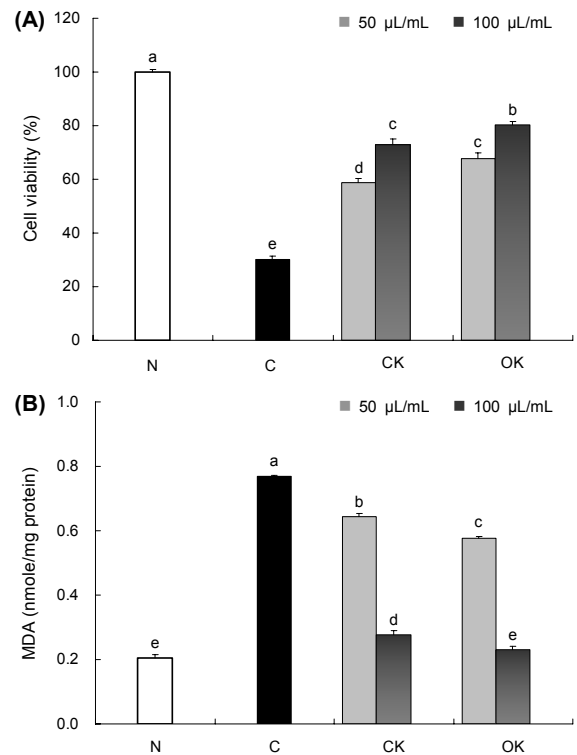 (A)
50 µL/mL 100 µL/mL
Cell viability (%)
120
100
80
60
40
20
0
a
e
d
c
c
b
N C CK OK
(B)
50 µL/mL 100 µL/mL
MDA (nmole/mg protein)
1.0
0.8
0.6
0.4
0.2
0.0
e
a
b
d
c
e
N C CK OK